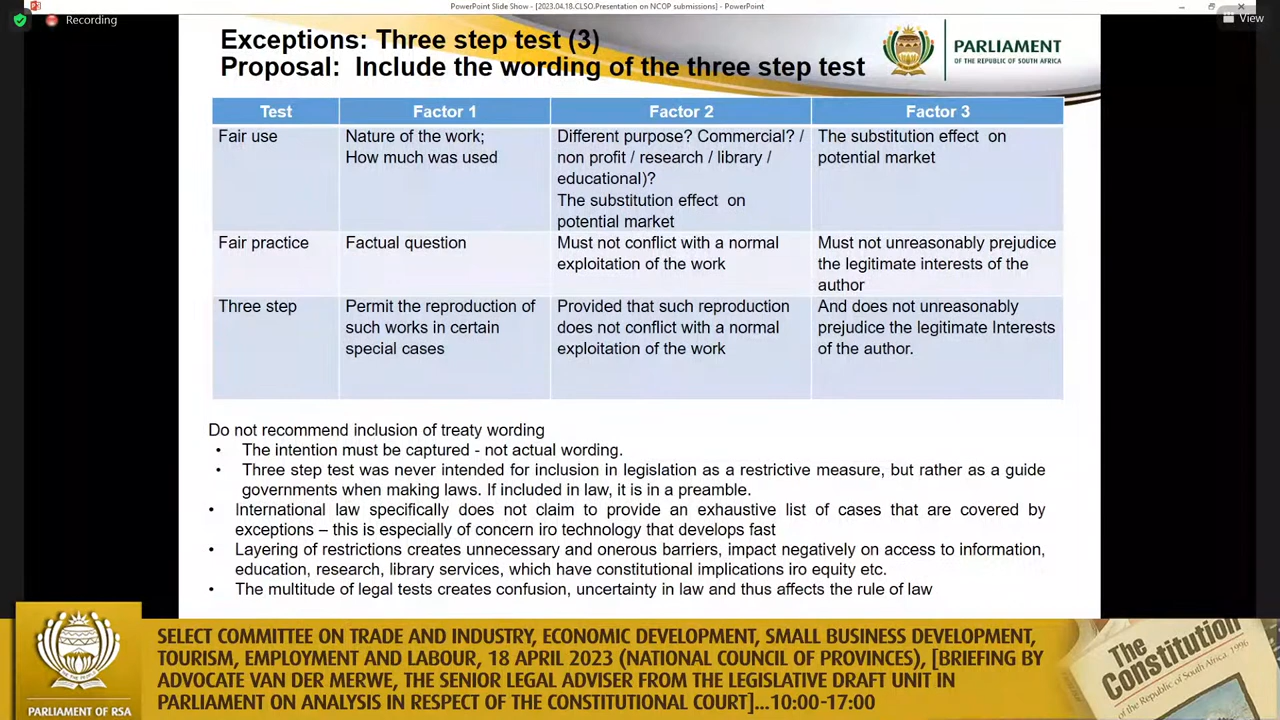 PowerPoint Slide Show - [2023.04.18.CLSO.Presentation on NCOP submissions] - PowerPoint
Recording
View
Exceptions: Three step test (3)
Proposal: Include the wording of the three step test
PARLIAMENT
OF THE REPUBLIC OF SOUTH AFRICA
Test
Factor 1
Factor 2
Factor 3
Fair use
Nature of the work;
How much was used
Different purpose? Commercial? /
non profit / research / library /
educational)?
The substitution effect on
potential market
The substitution effect on
potential market
Fair practice
Factual question
Must not conflict with a normal
exploitation of the work
Must not unreasonably prejudice
the legitimate interests of the
author
Three step
Permit the reproduction of
such works in certain
special cases
Provided that such reproduction
does not conflict with a normal
exploitation of the work
And does not unreasonably
prejudice the legitimate Interests
of the author.
Do not recommend inclusion of treaty wording
• The intention must be captured - not actual wording.
• Three step test was never intended for inclusion in legislation as a restrictive measure, but rather as a guide
governments when making laws. If included in law, it is in a preamble.
• International law specifically does not claim to provide an exhaustive list of cases that are covered by
exceptions – this is especially of concern iro technology that develops fast
• Layering of restrictions creates unnecessary and onerous barriers, impact negatively on access to information,
education, research, library services, which have constitutional implications iro equity etc.
• The multitude of legal tests creates confusion, uncertainty in law and thus affects the rule of law
PARLIAMENT OF RSA
SELECT COMMITTEE ON TRADE AND INDUSTRY, ECONOMIC DEVELOPMENT, SMALL BUSINESS DEVELOPMENT,
TOURISM, EMPLOYMENT AND LABOUR, 18 APRIL 2023 (NATIONAL COUNCIL OF PROVINCES), [BRIEFING BY
ADVOCATE VAN DER MERWE, THE SENIOR LEGAL ADVISER FROM THE LEGISLATIVE DRAFT UNIT IN
PARLIAMENT ON ANALYSIS IN RESPECT OF THE CONSTITUTIONAL COURT]...10:00-17:00
The
Constitution
of the Republic of South Africa, 1996